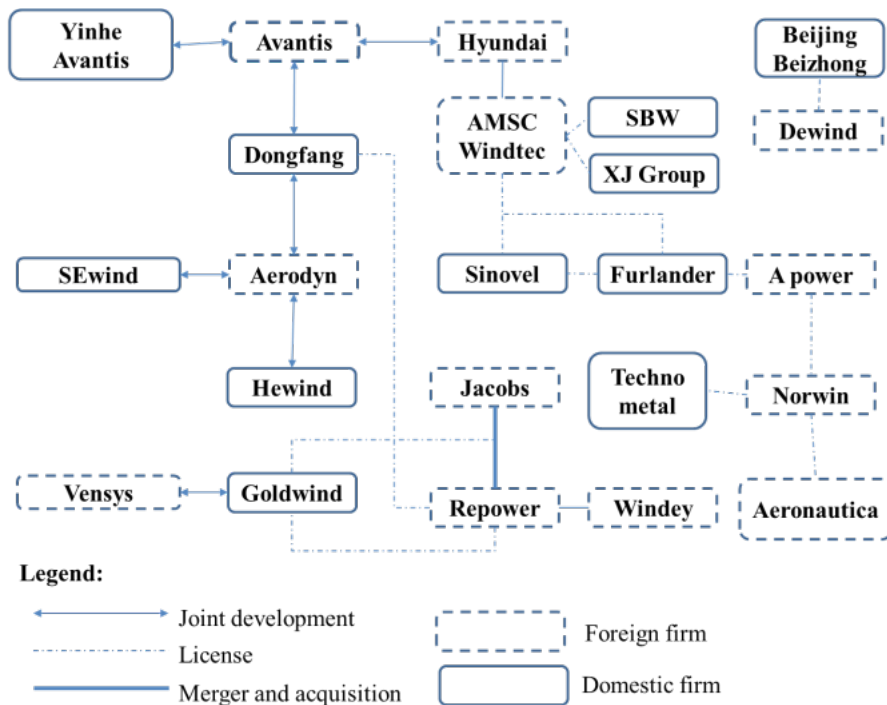 Yinhe
Avantis
Avantis
Hyundai
Beijing
Beizhong
AMSC
Windtec
SBW
XJ Group
Dewind
Dongfang
SEwind
Aerodyn
Sinovel
Furlander
A power
Hewind
Jacobs
Techno
metal
Norwin
Vensys
Goldwind
Repower
Windey
Aeronautica
Legend:
Joint development
License
Merger and acquisition
Foreign firm
Domestic firm